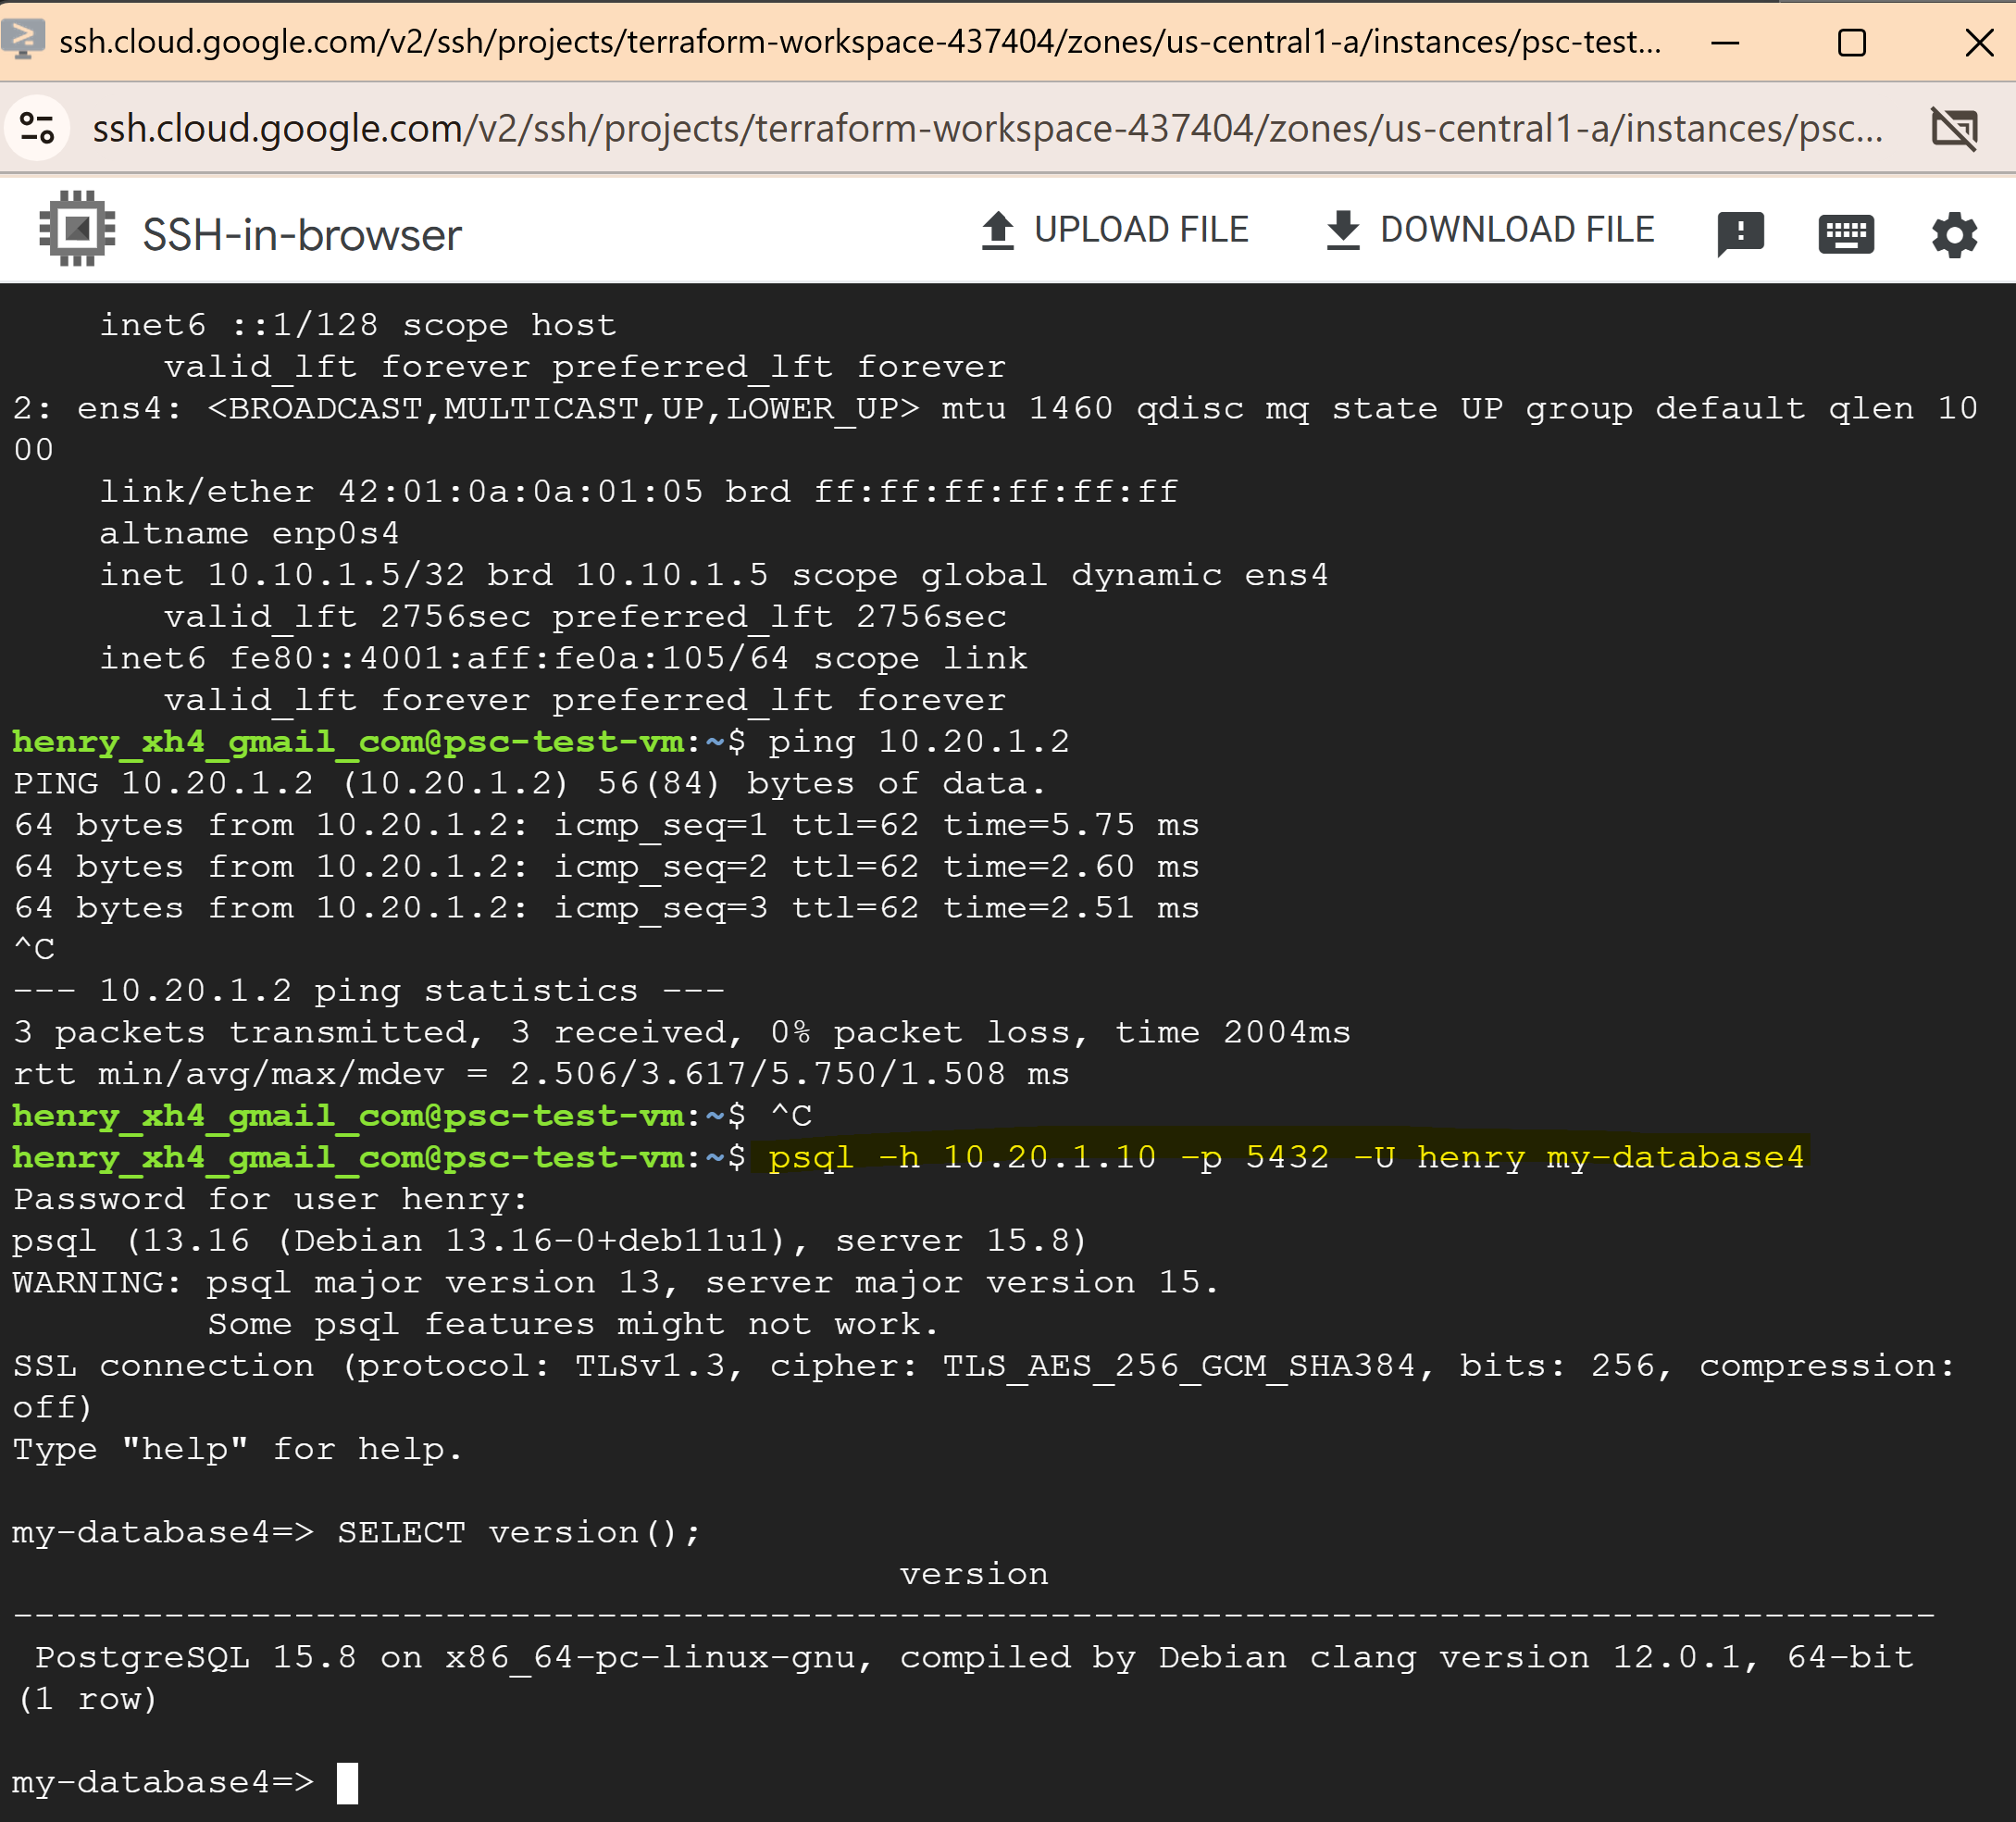 ssh.cloud.google.com/v2/ssh/projects/terraform-workspace-437404/zones/us-central1-a/instances/psc-test...
ssh.cloud.google.com/v2/ssh/projects/terraform-workspace-437404/zones/us-central1-a/instances/psc...
SSH-in-browser UPLOAD FILE DOWNLOAD FILE
    inet6 ::1/128 scope host
       valid_lft forever preferred_lft forever
2: ens4: <BROADCAST,MULTICAST,UP,LOWER_UP> mtu 1460 qdisc mq state UP group default qlen 10
00
    link/ether 42:01:0a:0a:01:05 brd ff:ff:ff:ff:ff:ff
    altname enp0s4
    inet 10.10.1.5/32 brd 10.10.1.5 scope global dynamic ens4
       valid_lft 2756sec preferred_lft 2756sec
    inet6 fe80::4001:aff:fe0a:105/64 scope link
       valid_lft forever preferred_lft forever
henry_xh4_gmail_com@psc-test-vm:~$ ping 10.20.1.2
PING 10.20.1.2 (10.20.1.2) 56(84) bytes of data.
64 bytes from 10.20.1.2: icmp_seq=1 ttl=62 time=5.75 ms
64 bytes from 10.20.1.2: icmp_seq=2 ttl=62 time=2.60 ms
64 bytes from 10.20.1.2: icmp_seq=3 ttl=62 time=2.51 ms
^C
--- 10.20.1.2 ping statistics ---
3 packets transmitted, 3 received, 0% packet loss, time 2004ms
rtt min/avg/max/mdev = 2.506/3.617/5.750/1.508 ms
henry_xh4_gmail_com@psc-test-vm:~$ ^C
henry_xh4_gmail_com@psc-test-vm:~$ psql -h 10.20.1.10 -p 5432 -U henry my-database4
Password for user henry:
psql (13.16 (Debian 13.16-0+deb11u1), server 15.8)
WARNING: psql major version 13, server major version 15.
         Some psql features might not work.
SSL connection (protocol: TLSv1.3, cipher: TLS_AES_256_GCM_SHA384, bits: 256, compression:
off)
Type "help" for help.
my-database4=> SELECT version();
version
-----------------------------------------------------------------------------------------
 PostgreSQL 15.8 on x86_64-pc-linux-gnu, compiled by Debian clang version 12.0.1, 64-bit
(1 row)
my-database4=>